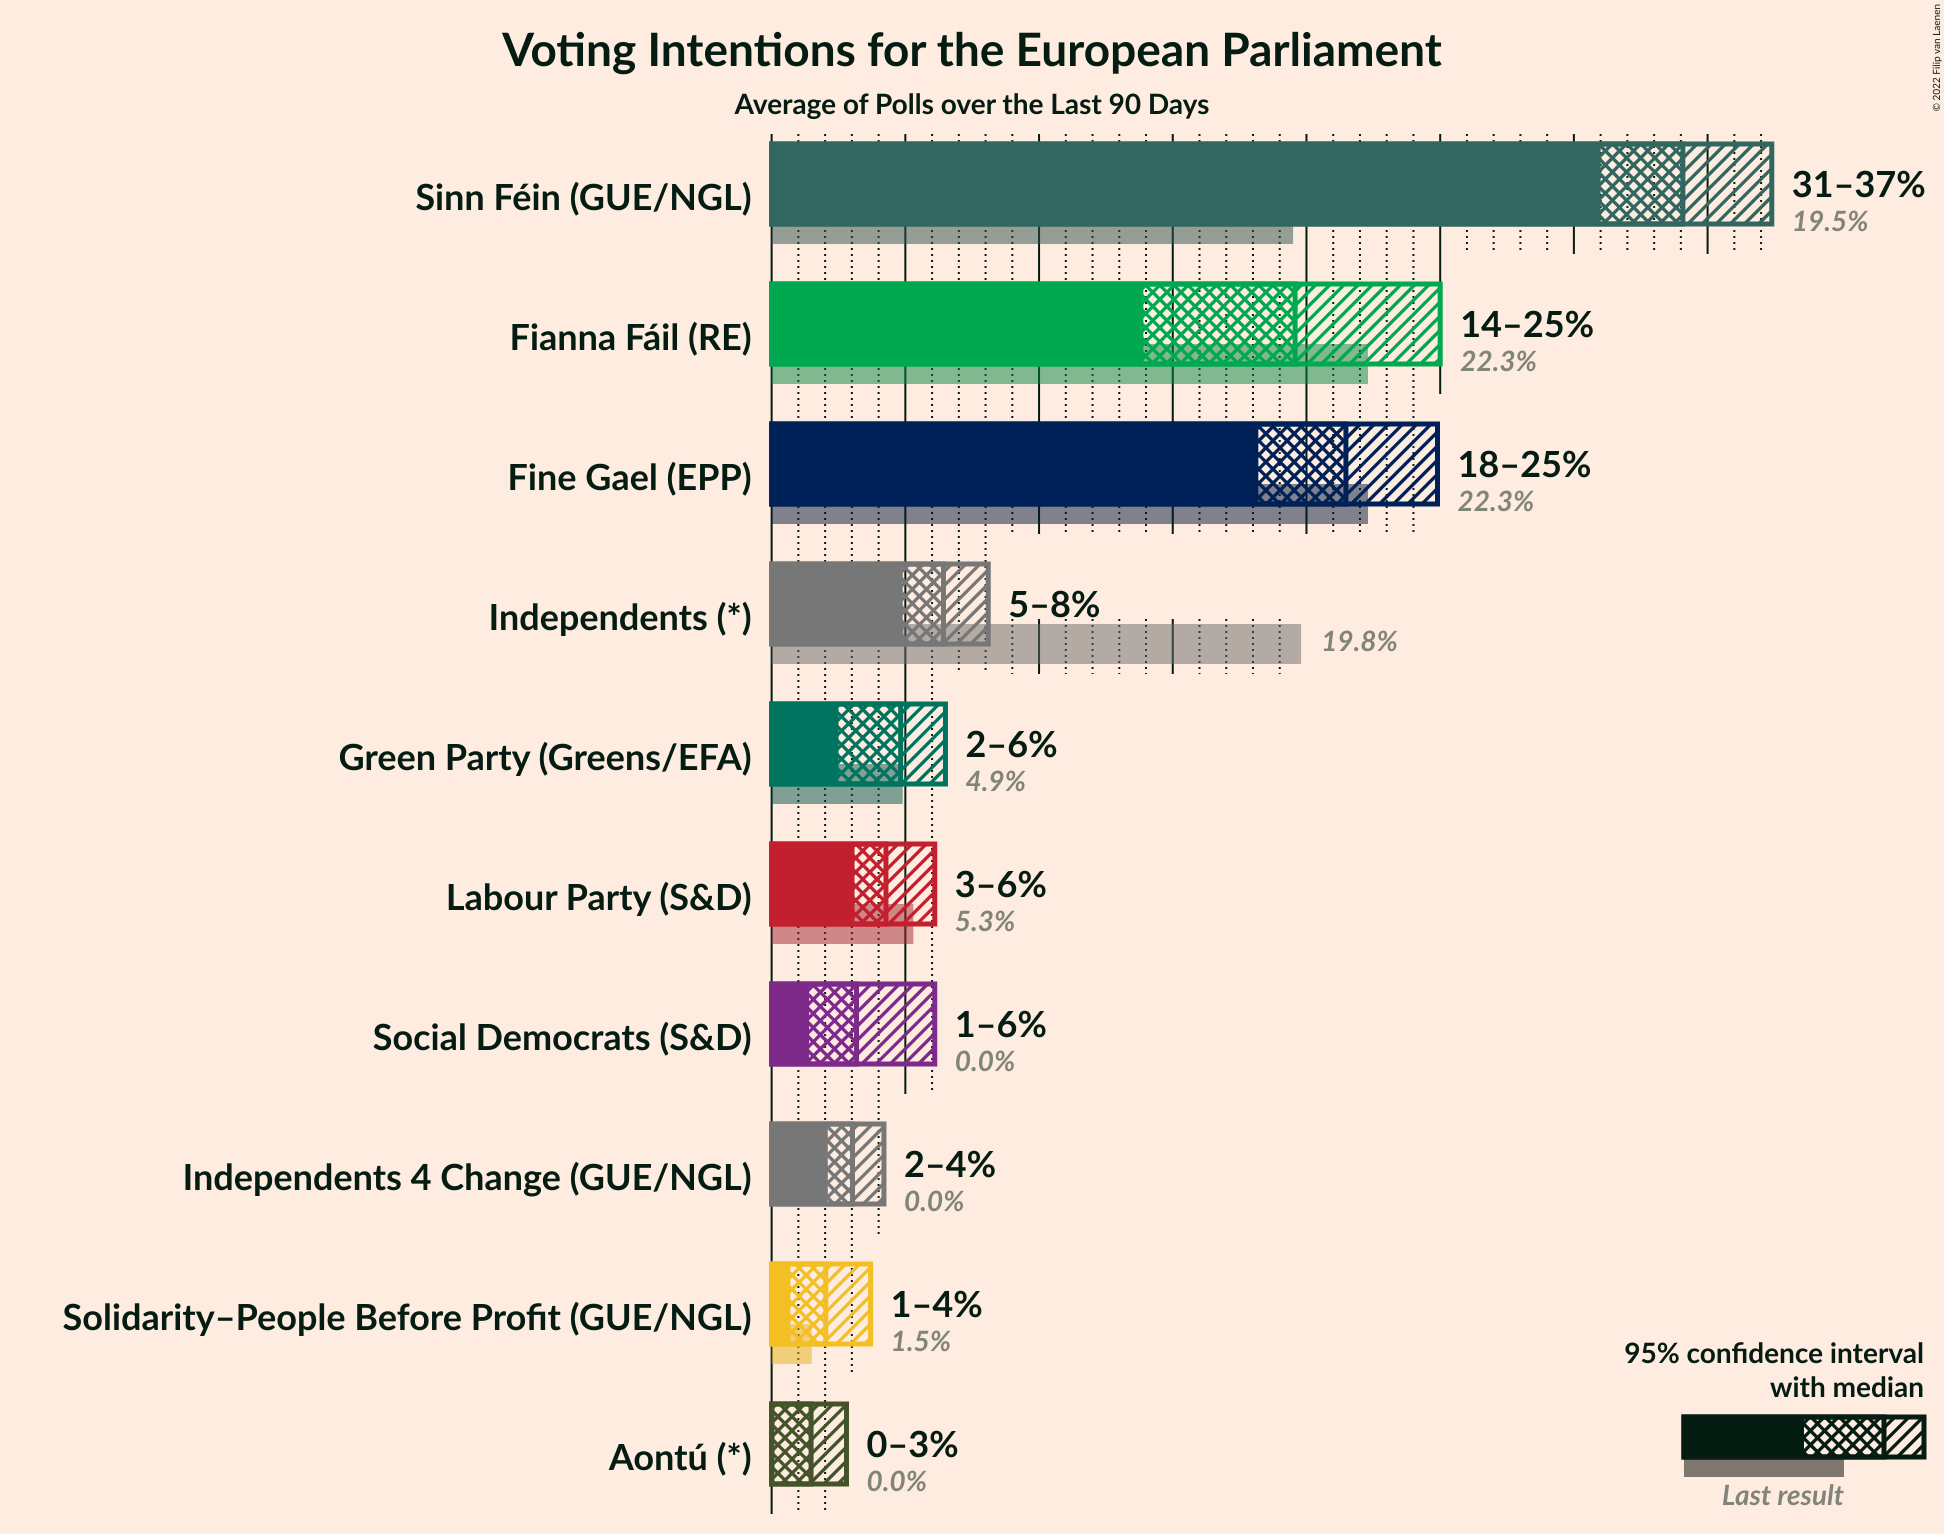 Voting Intentions for the European Parliament
Average of Polls over the Last 90 Days
© 2022 Filip van Laenen
Sinn Féin (GUE/NGL)
31–37%
19.5%
Fianna Fáil (RE)
14–25%
22.3%
Fine Gael (EPP)
18–25%
22.3%
Independents (*)
5–8%
19.8%
Green Party (Greens/EFA)
2–6%
4.9%
Labour Party (S&D)
3–6%
5.3%
Social Democrats (S&D)
1–6%
0.0%
Independents 4 Change (GUE/NGL)
2–4%
0.0%
Solidarity–People Before Profit (GUE/NGL)
1–4%
1.5%
Aontú (*)
0–3%
0.0%
95% confidence interval
with median
Last result